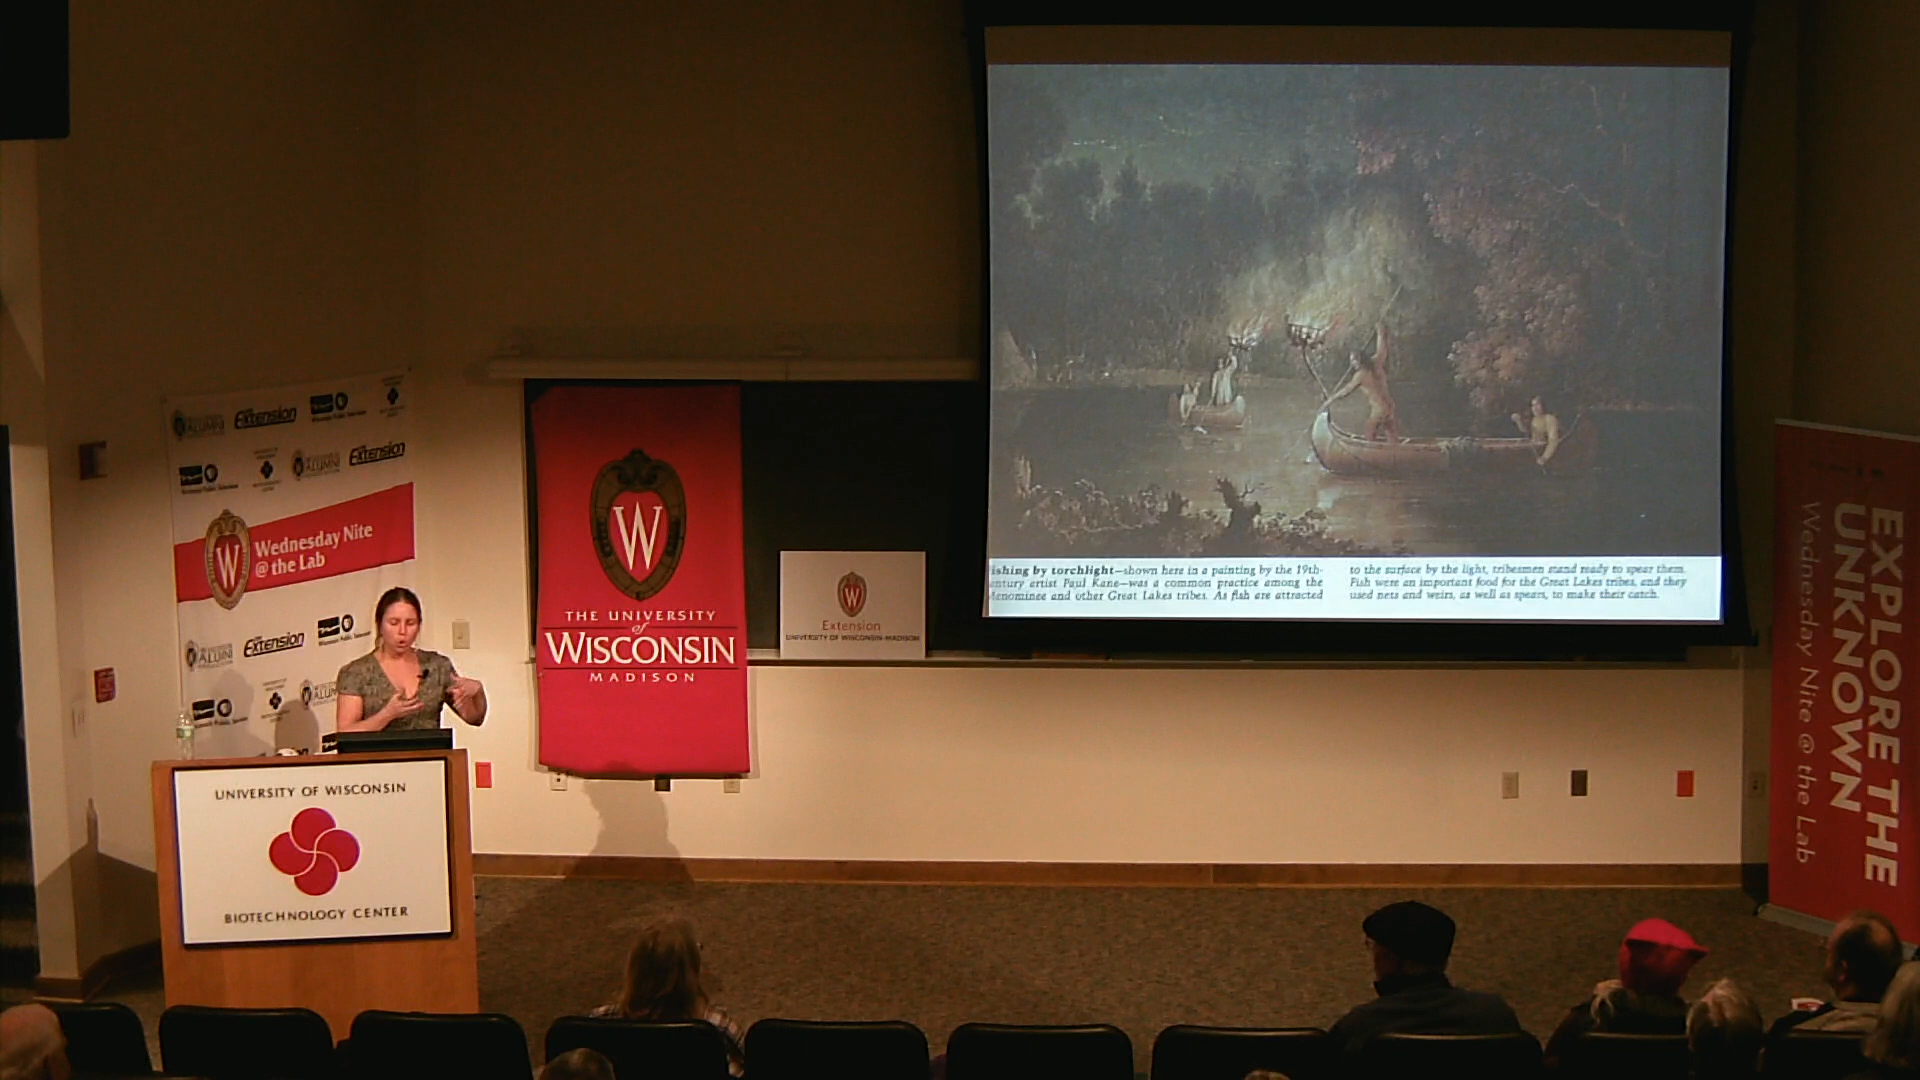 ishing by torchlight—shown here in a painting by the 19th-
entury artist Paul Kane—was a common practice among the
enominee and other Great Lakes tribes. As fish are attracted
to the surface by the light, tribesmen stand ready to spear them.
Fish were an important food for the Great Lakes tribes, and they
used nets and weirs, as well as spears, to make their catch.
ALUMNI
Extension
ALUMNI
Extension
W
Wednesday Nite
@ the Lab
ALUMNI
Extension
W
THE UNIVERSITY
of
WISCONSIN
MADISON
W
Extension
UNIVERSITY OF WISCONSIN-MADISON
UNIVERSITY OF WISCONSIN
BIOTECHNOLOGY CENTER
EXPLORE THE
UNKNOWN
Wednesday Nite @ the Lab